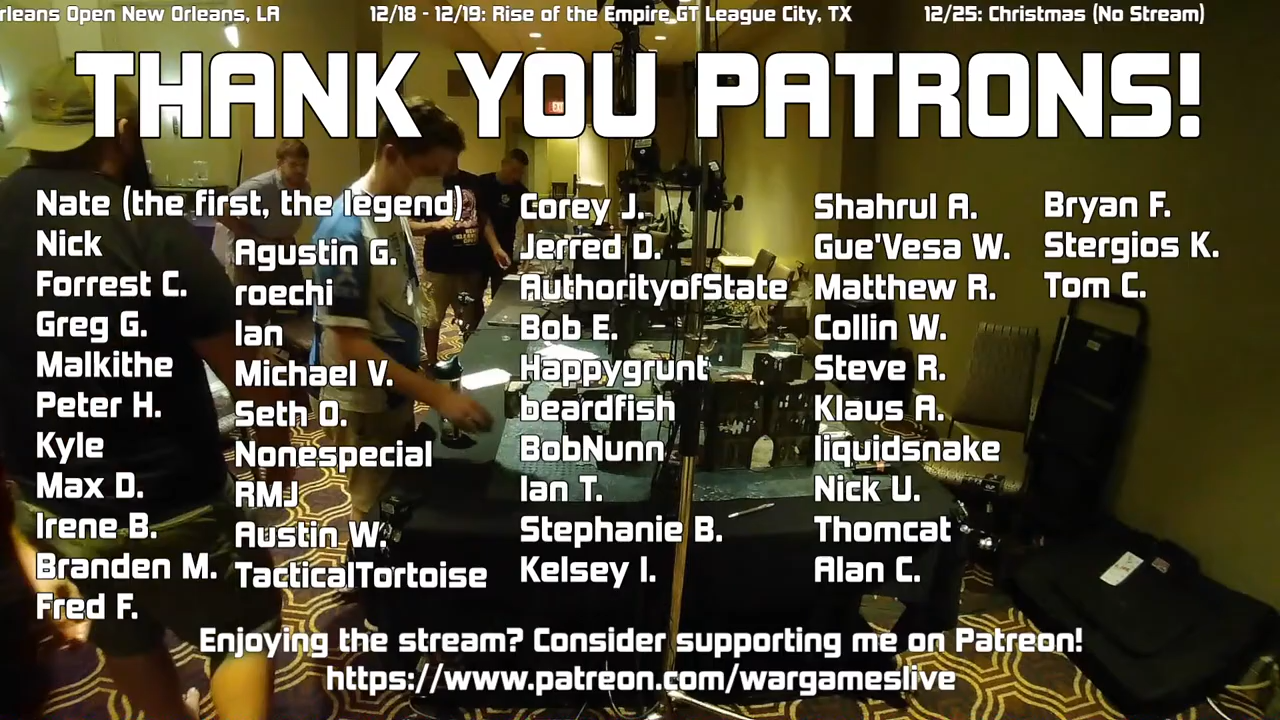 rleans Open New Orleans, LA 12/18 - 12/19: Rise of the Empire GT League City, TX 12/25: Christmas (No Stream)
THANK YOU PATRONS!
Nate (the first, the legend)
Nick
Forrest C.
Greg G.
Malkithe
Peter H.
Kyle
Max D.
Irene B.
Branden M.
Fred F.
Agustin G.
roechi
Ian
Michael V.
Seth O.
Nonespecial
RMJ
Austin W.
TacticalTortoise
Corey J.
Jerred D.
AuthorityofState
Bob E.
Happygrunt
beardfish
BobNunn
Ian T.
Stephanie B.
Kelsey I.
Shahrul A.
Gue'Vesa W.
Matthew R.
Collin W.
Steve R.
Klaus A.
liquidsnake
Nick U.
Thomcat
Alan C.
Bryan F.
Stergios K.
Tom C.
Enjoying the stream? Consider supporting me on Patreon!
https://www.patreon.com/wargameslive